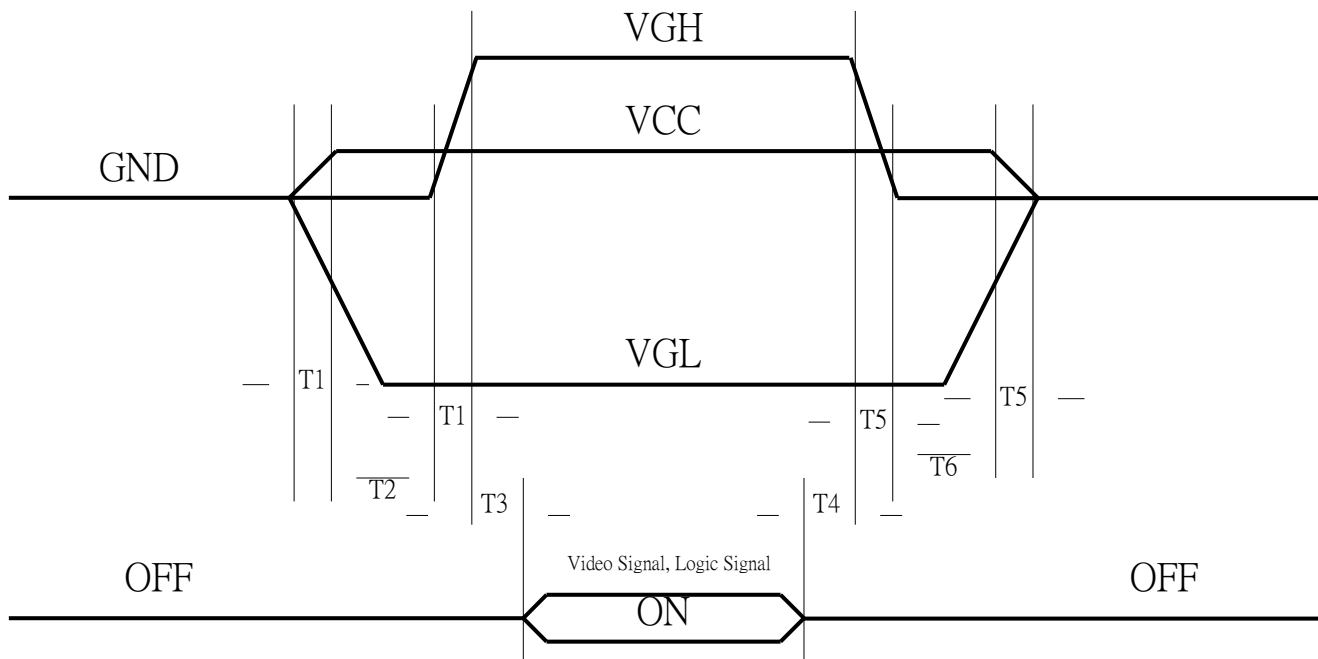 VGH
VCC
GND
VGL
T1
T1
T5
T5
T2
T6
T3
T4
Video Signal, Logic Signal
OFF
ON
OFF